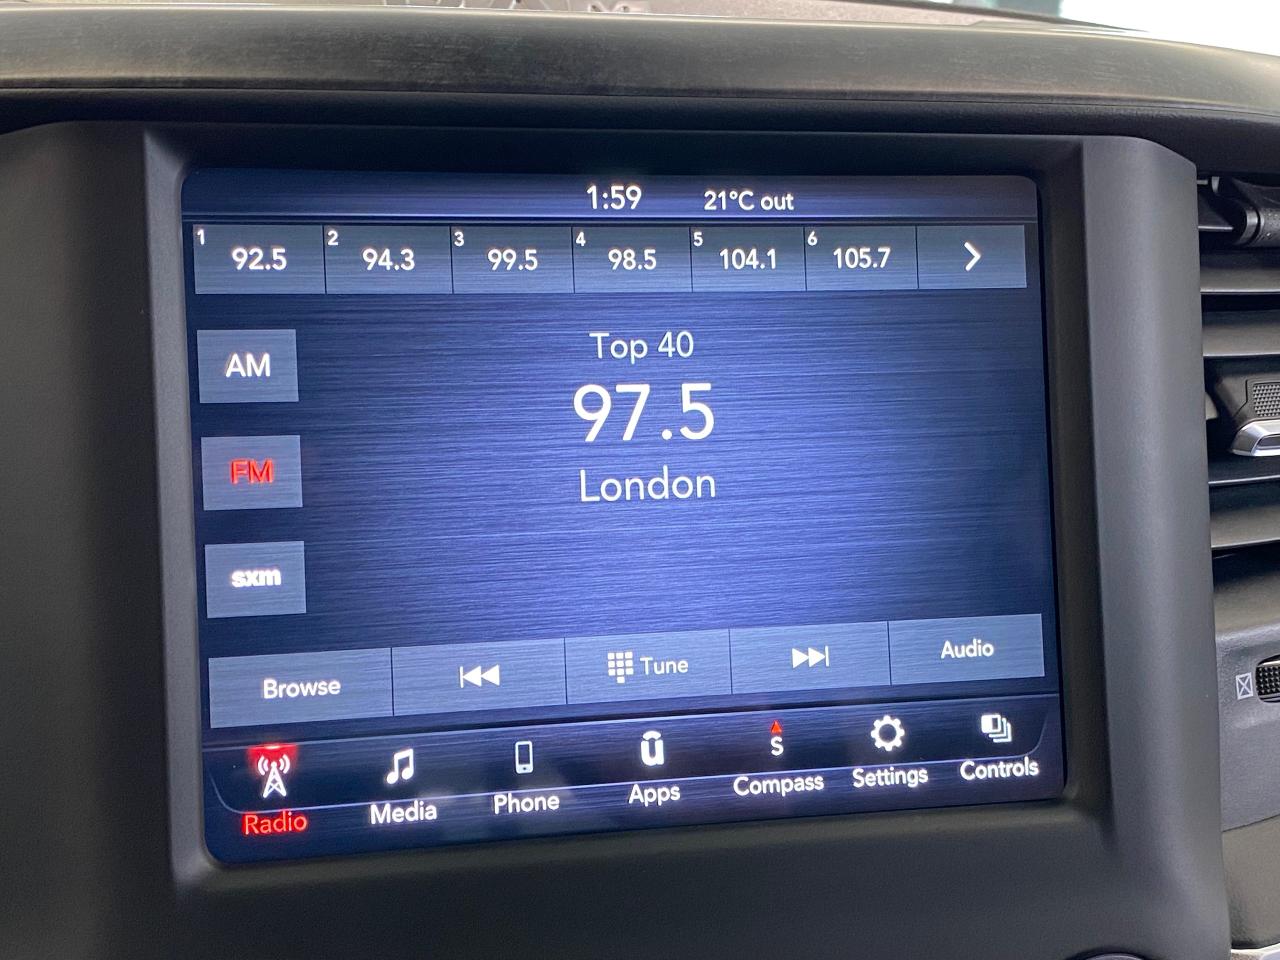 1:59 21°C out
1 92.5 2 94.3 3 99.5 4 98.5 5 104.1 6 105.7
Top 40
AM
97.5
FM
London
sxm
Browse Tune Audio
S
Radio Media Phone Apps Compass Settings Controls